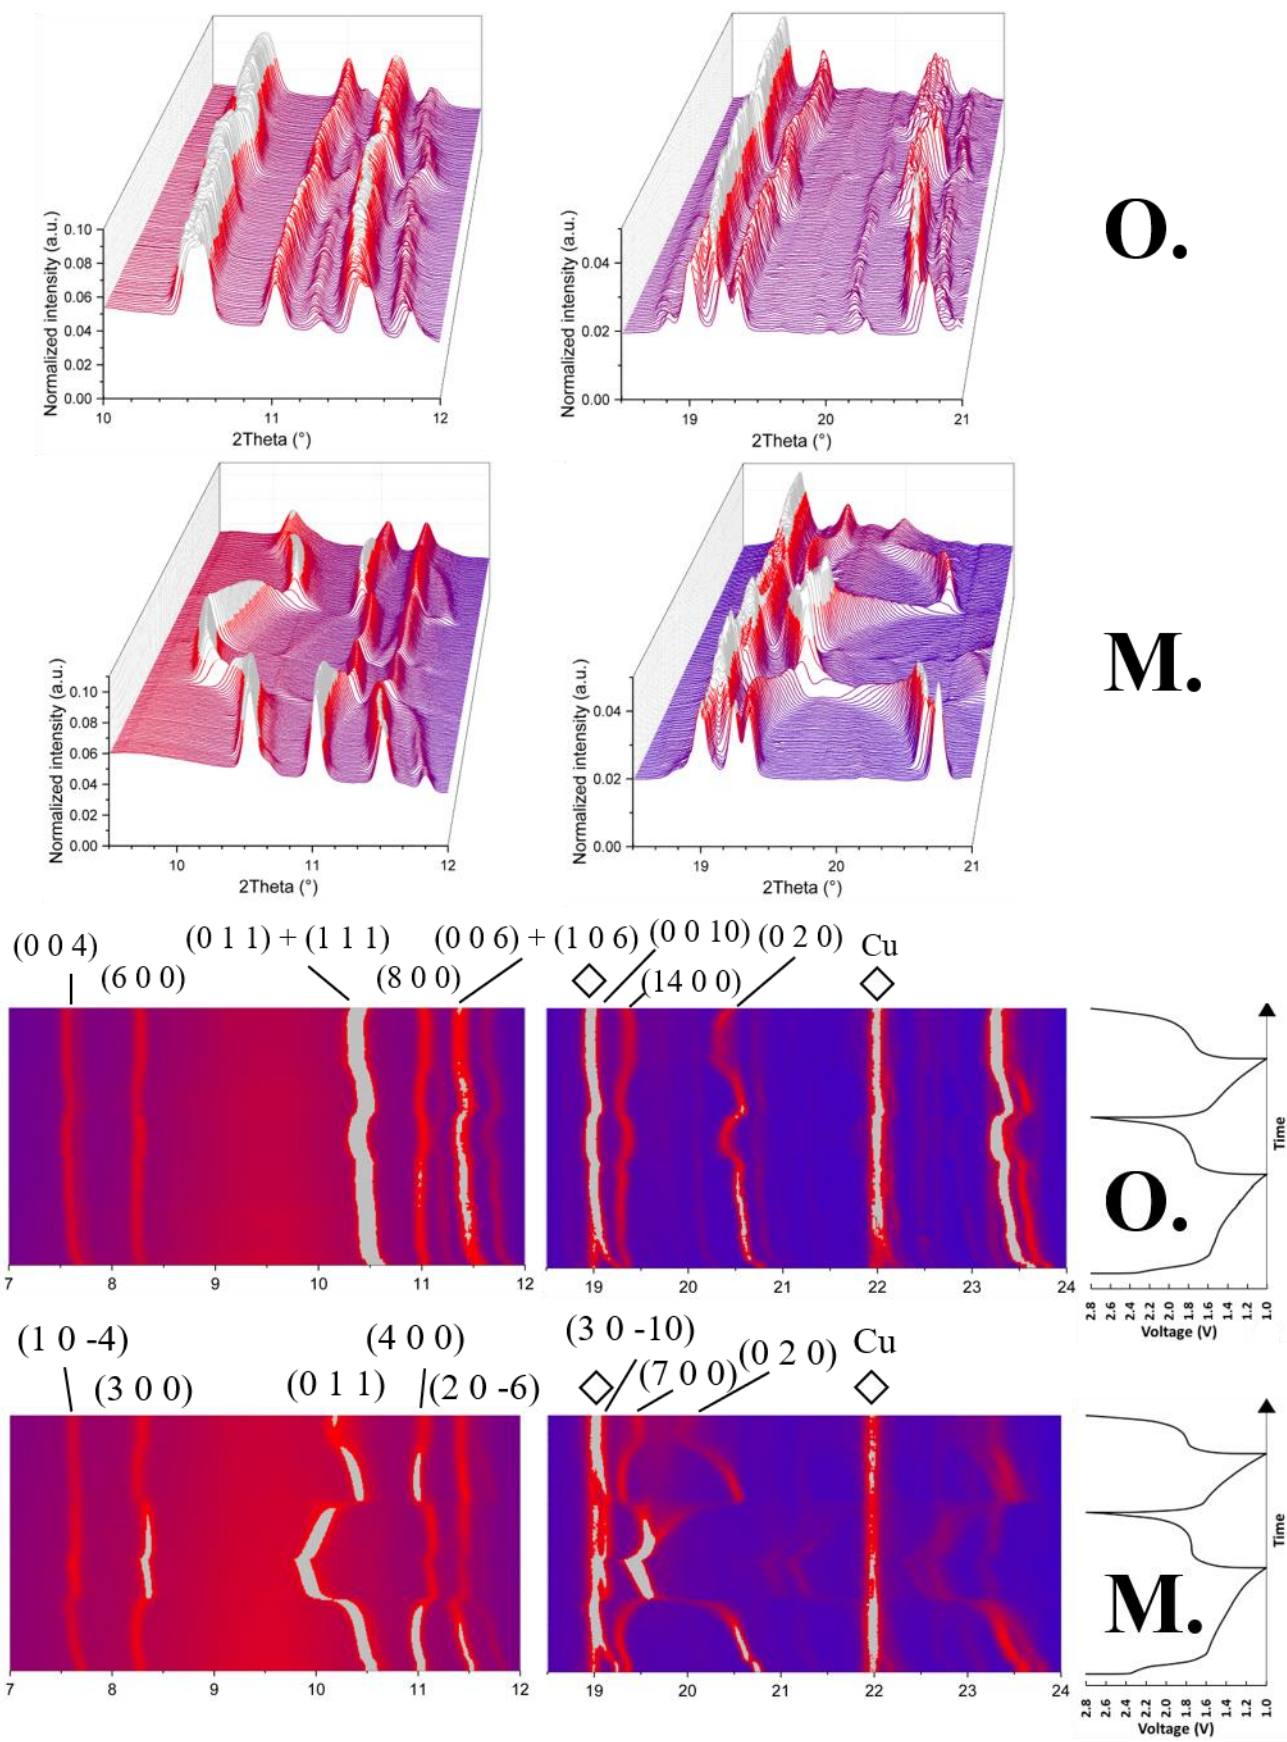 0.10
0.08
0.06
0.04
0.02
0.00
Normalized intensity (a.u.)
10 11 12
2Theta (°)
0.04
0.02
0.00
Normalized intensity (a.u.)
19 20 21
2Theta (°)
O.
0.10
0.08
0.06
0.04
0.02
0.00
Normalized intensity (a.u.)
10 11 12
2Theta (°)
0.04
0.02
0.00
Normalized intensity (a.u.)
19 20 21
2Theta (°)
M.
(0 0 4) (0 1 1) + (1 1 1) (0 0 6) + (1 0 6) (0 0 10) (0 2 0) Cu
(6 0 0) (8 0 0) (14 0 0)
7 8 9 10 11 12
19 20 21 22 23 24
O.
Time
2.8 2.6 2.4 2.2 2.0 1.8 1.6 1.4 1.2 1.0
Voltage (V)
(1 0 -4) (4 0 0) (3 0 -10) Cu
(3 0 0) (0 1 1) (2 0 -6) (7 0 0) (0 2 0)
7 8 9 10 11 12
19 20 21 22 23 24
M.
Time
2.8 2.6 2.4 2.2 2.0 1.8 1.6 1.4 1.2 1.0
Voltage (V)